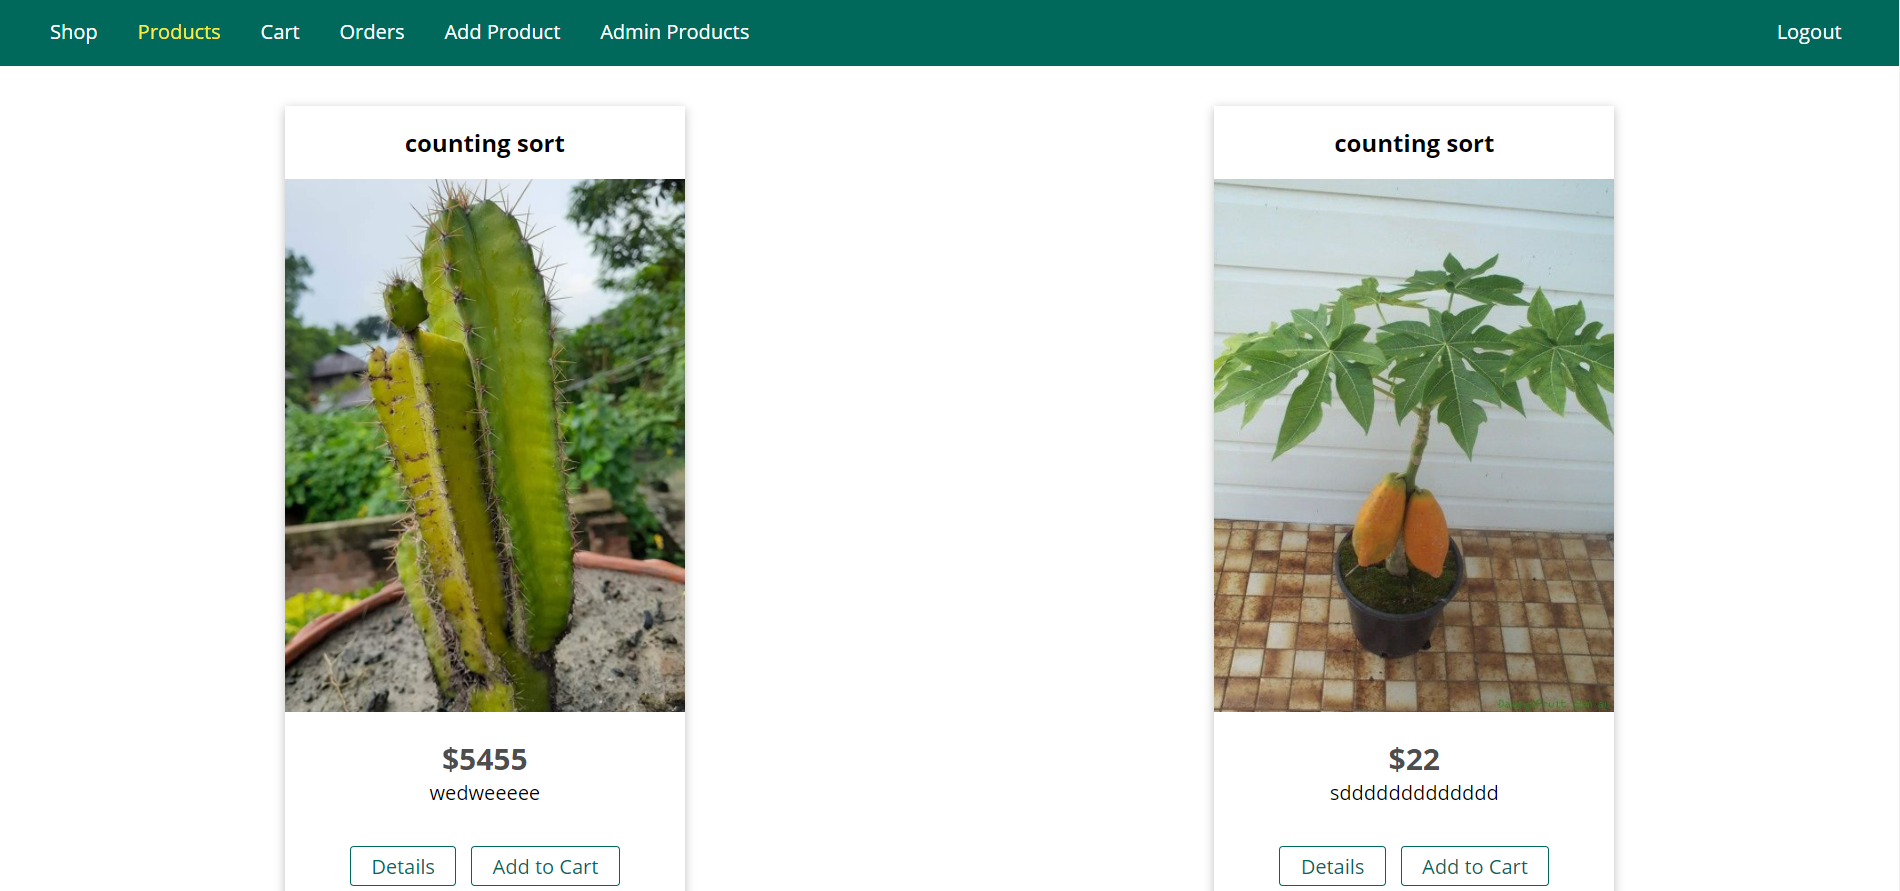 Shop Products Cart Orders Add Product Admin Products Logout
counting sort
$5455
wedweeeee
Details Add to Cart
counting sort
$22
sdddddddddddddd
Details Add to Cart